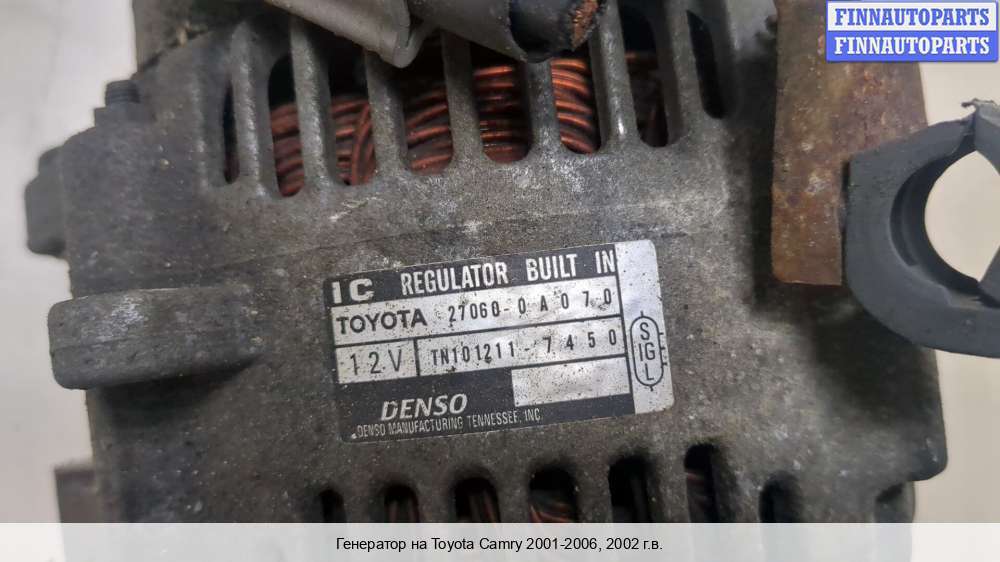 FINNAUTOPARTS
FINNAUTOPARTS
IC REGULATOR BUILT IN
TOYOTA 27060-0A070
12V TN101211-7450
S
IG
L
DENSO
DENSO MANUFACTURING TENNESSEE, INC.
Генератор на Toyota Camry 2001-2006, 2002 г.в.